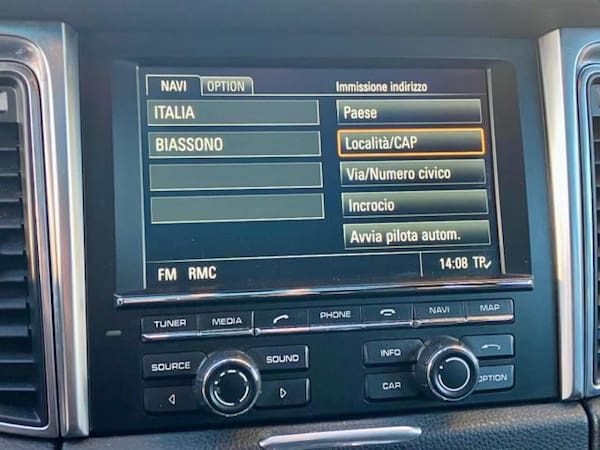 NAVI OPTION Immissione indirizzo
ITALIA Paese
BIASSONO Località/CAP
Via/Numero civico
Incrocio
Avvia pilota autom.
FM RMC 14:08 TP
TUNER MEDIA PHONE NAVI MAP
SOURCE SOUND INFO
CAR OPTION